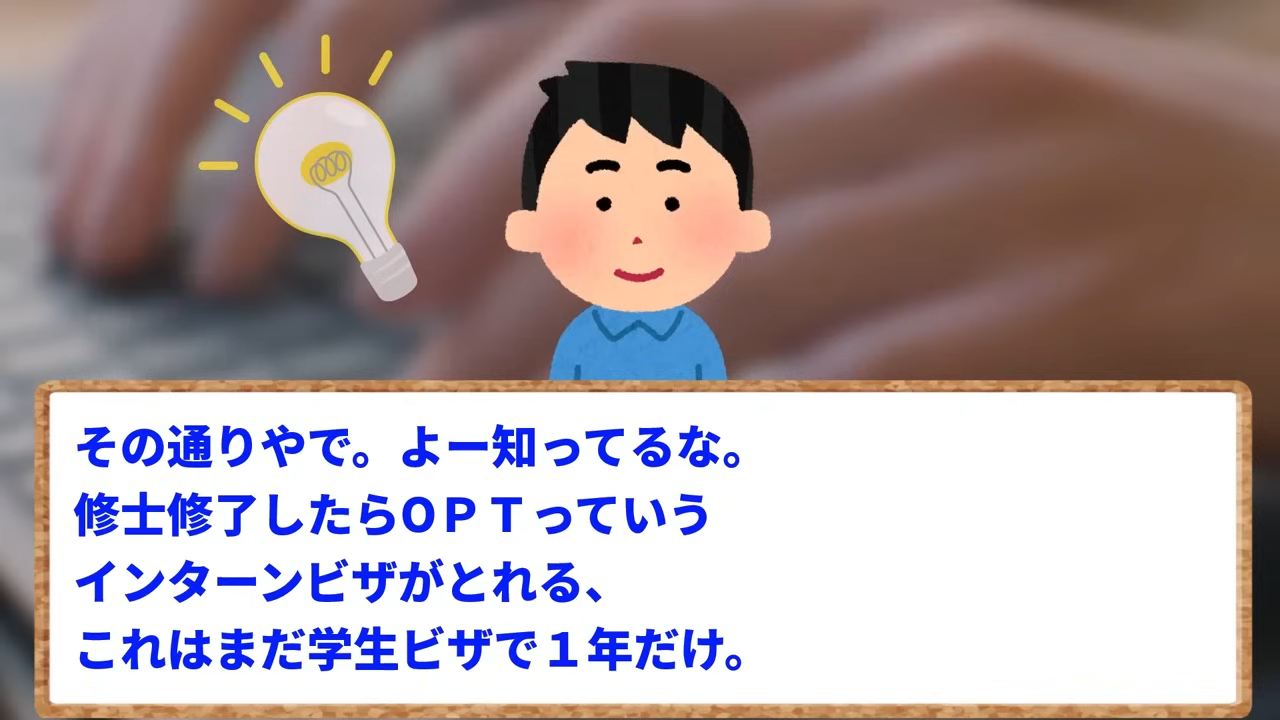 その通りやで。よー知ってるな。
修士修了したらＯＰＴっていう
インターンビザがとれる、
これはまだ学生ビザで１年だけ。